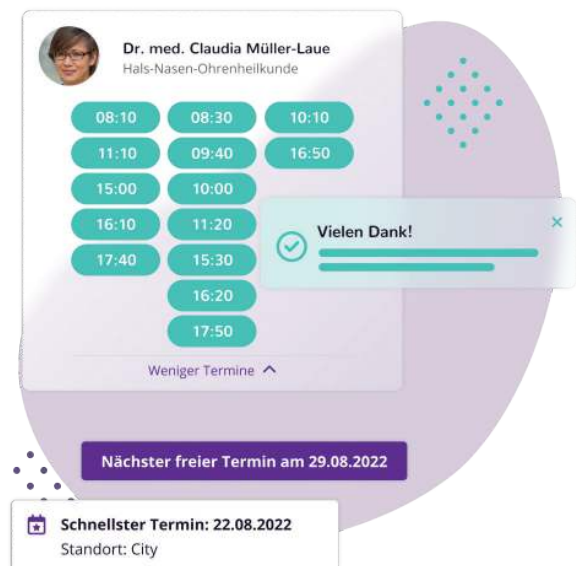 Dr. med. Claudia Müller-Laue
Hals-Nasen-Ohrenheilkunde
08:10 08:30 10:10
11:10 09:40 16:50
15:00 10:00
16:10 11:20
17:40 15:30
16:20
17:50
Vielen Dank!
Weniger Termine
Nächster freier Termin am 29.08.2022
Schnellster Termin: 22.08.2022
Standort: City